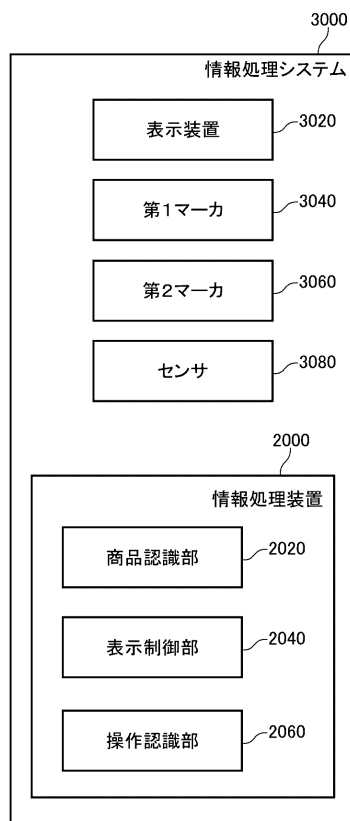 3000
情報処理システム
表示装置
3020
第１マーカ
3040
第２マーカ
3060
センサ
3080
2000
情報処理装置
商品認識部
2020
表示制御部
2040
操作認識部
2060